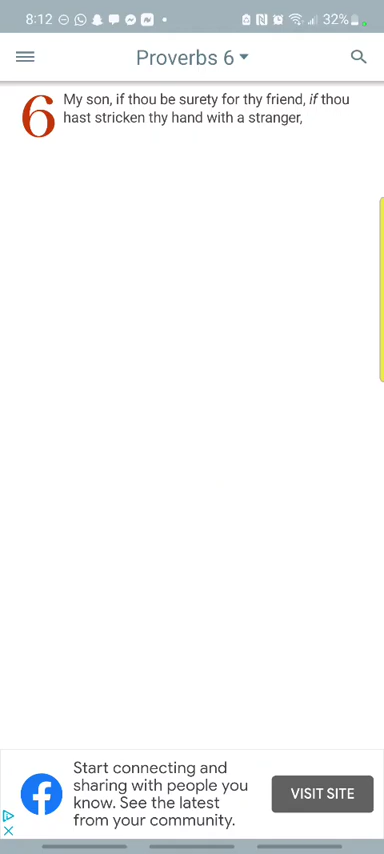 8:12
32%
Proverbs 6
6 My son, if thou be surety for thy friend, if thou
hast stricken thy hand with a stranger,
Start connecting and
sharing with people you
know. See the latest
from your community.
VISIT SITE